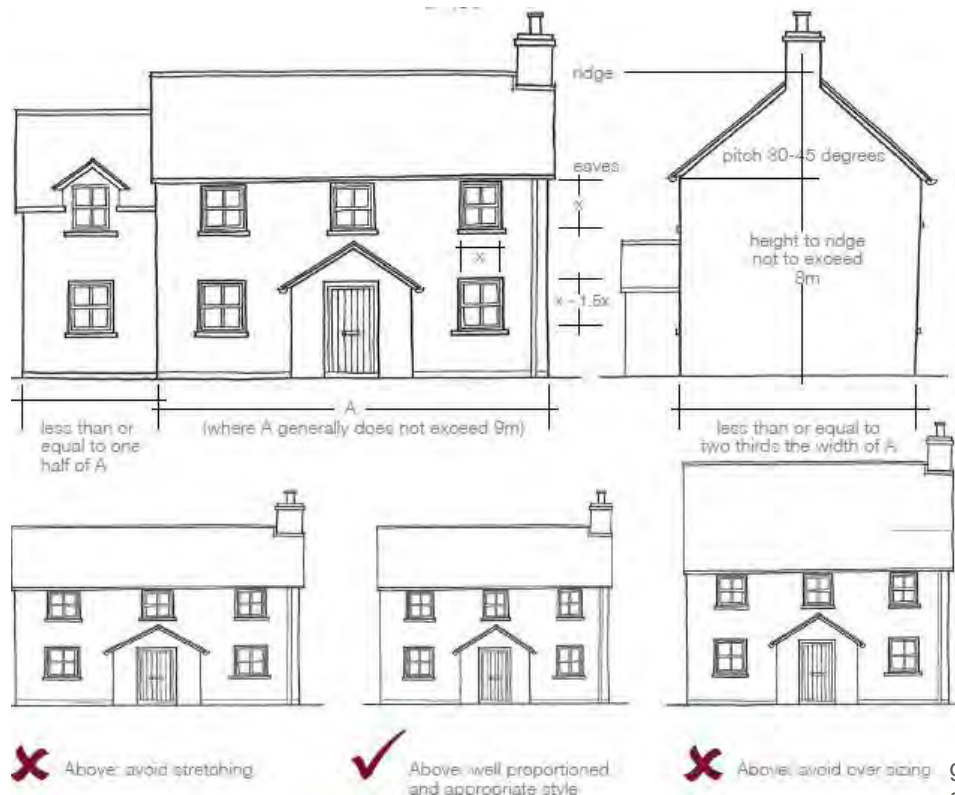 ridge
eaves
pitch 30-45 degrees
x
height to ridge
not to exceed
8m
x
x - 1.5x
A
less than or
equal to one
half of A
(where A generally does not exceed 9m)
less than or equal to
two thirds the width of A
Above: avoid stretching
Above: well proportioned
and appropriate style
Above: avoid over sizing